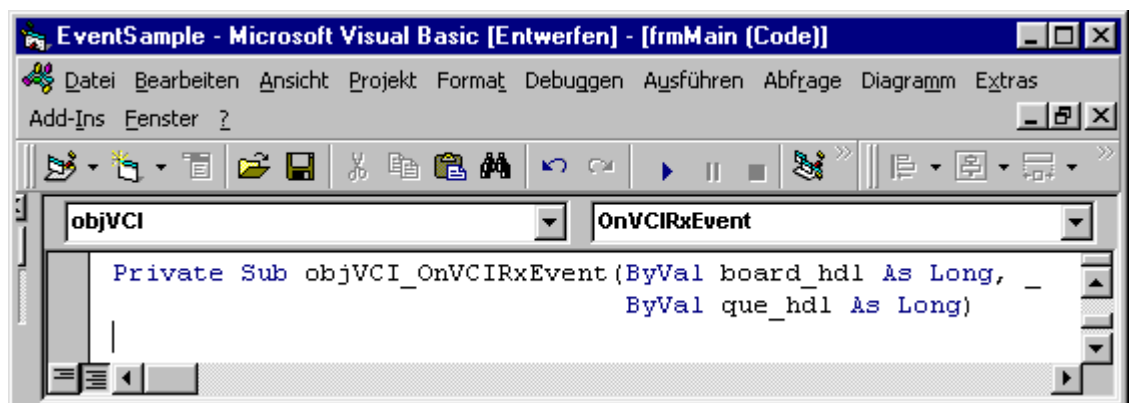 EventSample - Microsoft Visual Basic [Entwerfen] - [frmMain (Code)]
Datei Bearbeiten Ansicht Projekt Format Debuggen Ausführen Abfrage Diagramm Extras
Add-Ins Fenster ?
objVCI OnVCIRxEvent
Private Sub objVCI_OnVCIRxEvent(ByVal board_hdl As Long, _
ByVal que_hdl As Long)